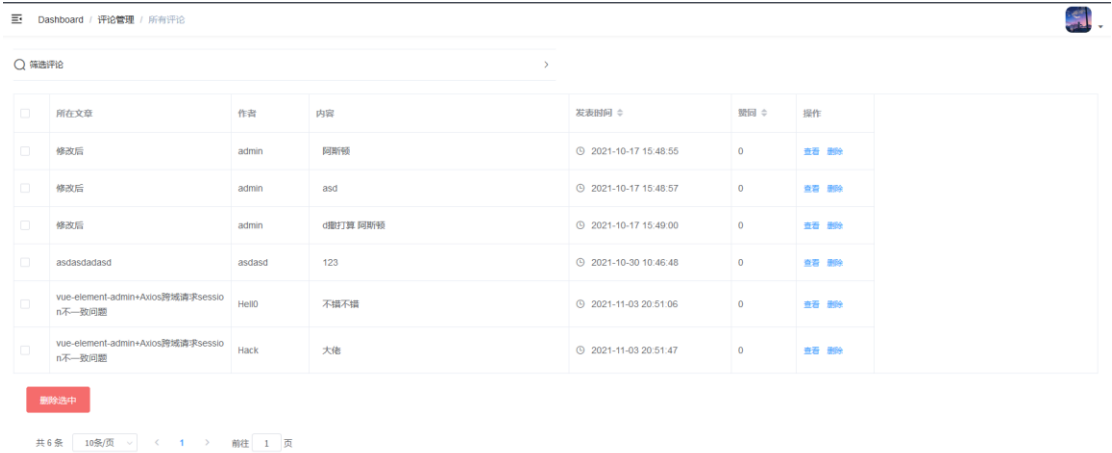 Dashboard / 评论管理 / 所有评论
筛选评论
所在文章 作者 内容 发表时间 赞同 操作
修改后 admin 阿斯顿 2021-10-17 15:48:55 0 查看 删除
修改后 admin asd 2021-10-17 15:48:57 0 查看 删除
修改后 admin d撒打算 阿斯顿 2021-10-17 15:49:00 0 查看 删除
asdasdadasd asdasd 123 2021-10-30 10:46:48 0 查看 删除
vue-element-admin+Axios跨域请求sessio
n不一致问题 Hell0 不错不错 2021-11-03 20:51:06 0 查看 删除
vue-element-admin+Axios跨域请求sessio
n不一致问题 Hack 大佬 2021-11-03 20:51:47 0 查看 删除
删除选中
共 6 条 10条/页 1 前往 1 页